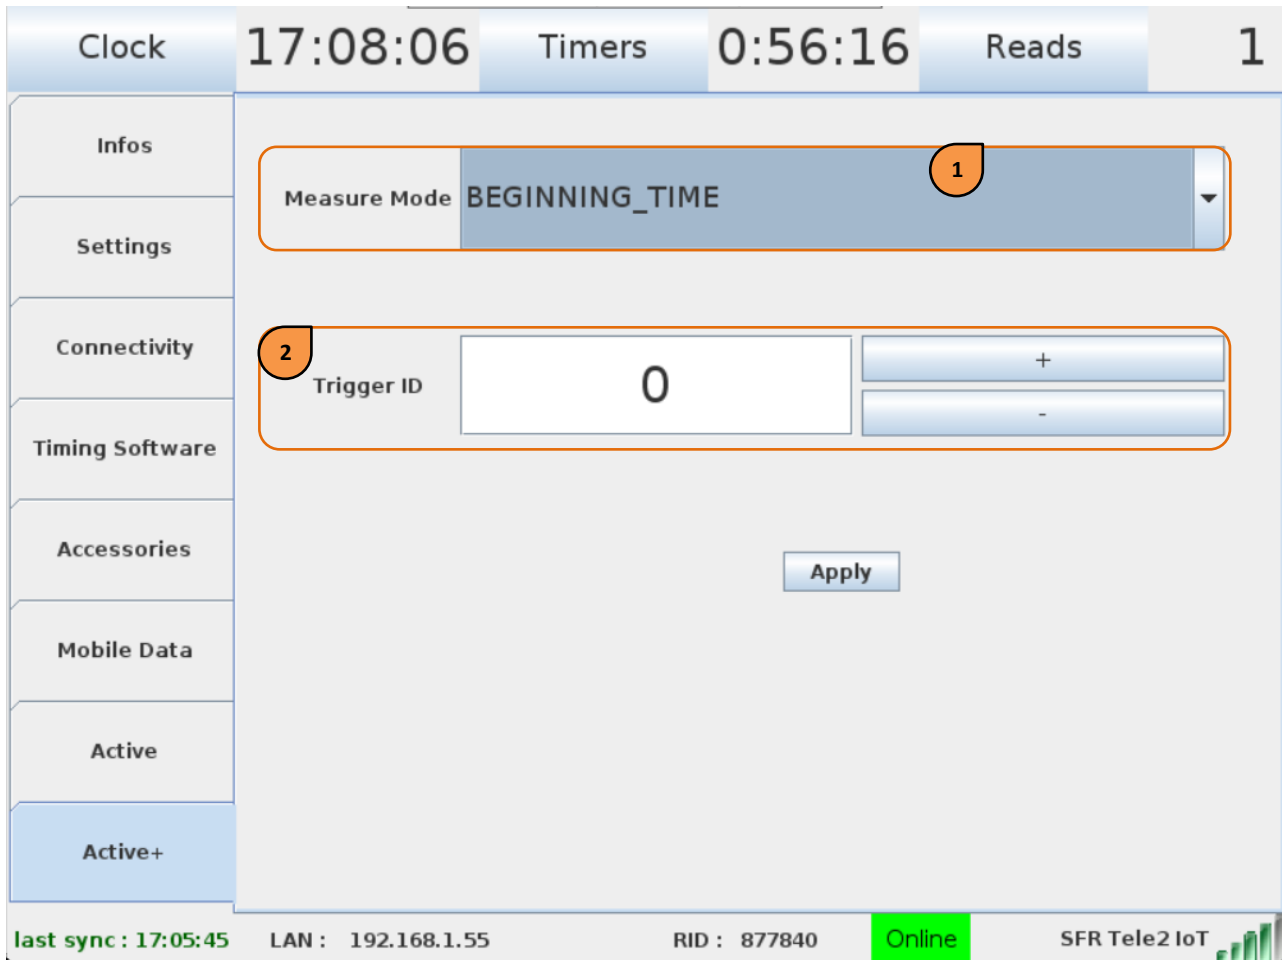 Clock 17:08:06 Timers 0:56:16 Reads 1
Infos
Settings
Connectivity
Timing Software
Accessories
Mobile Data
Active
Active+
1
Measure Mode BEGINNING_TIME
2
Trigger ID 0 +
-
Apply
last sync : 17:05:45 LAN : 192.168.1.55 RID : 877840 Online SFR Tele2 IoT